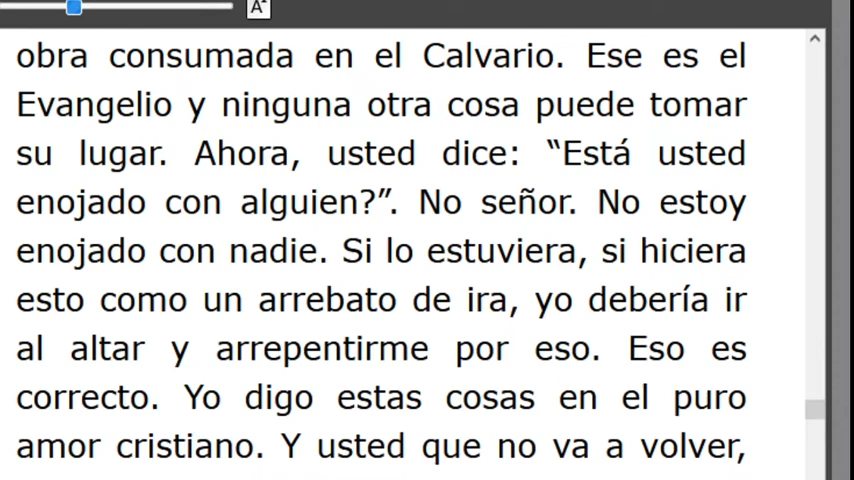 A
obra consumada en el Calvario. Ese es el
Evangelio y ninguna otra cosa puede tomar
su lugar. Ahora, usted dice: “Está usted
enojado con alguien?”. No señor. No estoy
enojado con nadie. Si lo estuviera, si hiciera
esto como un arrebato de ira, yo debería ir
al altar y arrepentirme por eso. Eso es
correcto. Yo digo estas cosas en el puro
amor cristiano. Y usted que no va a volver,